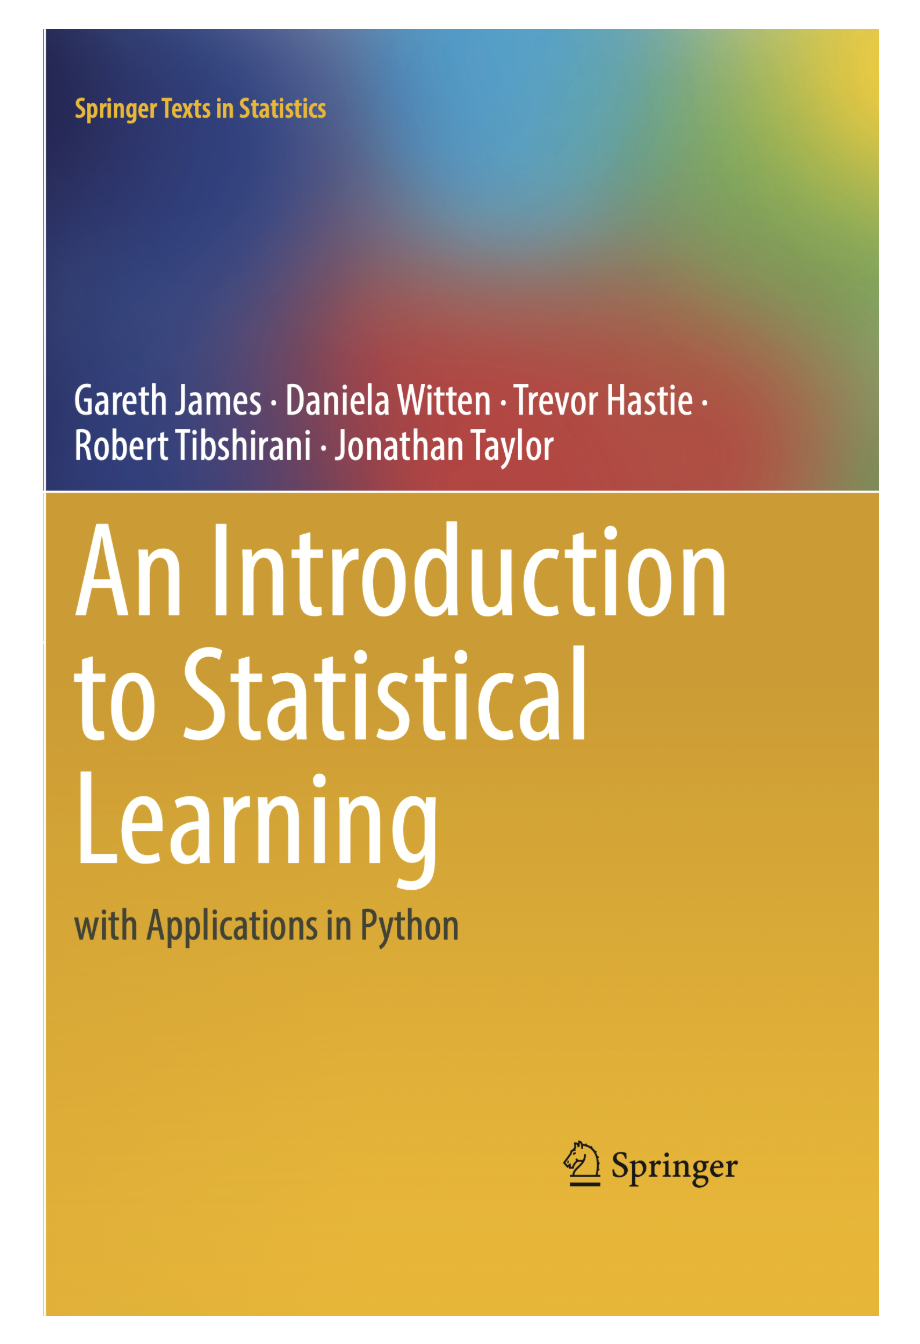 Springer Texts in Statistics
Gareth James · Daniela Witten · Trevor Hastie ·
Robert Tibshirani · Jonathan Taylor
An Introduction
to Statistical
Learning
with Applications in Python
Springer